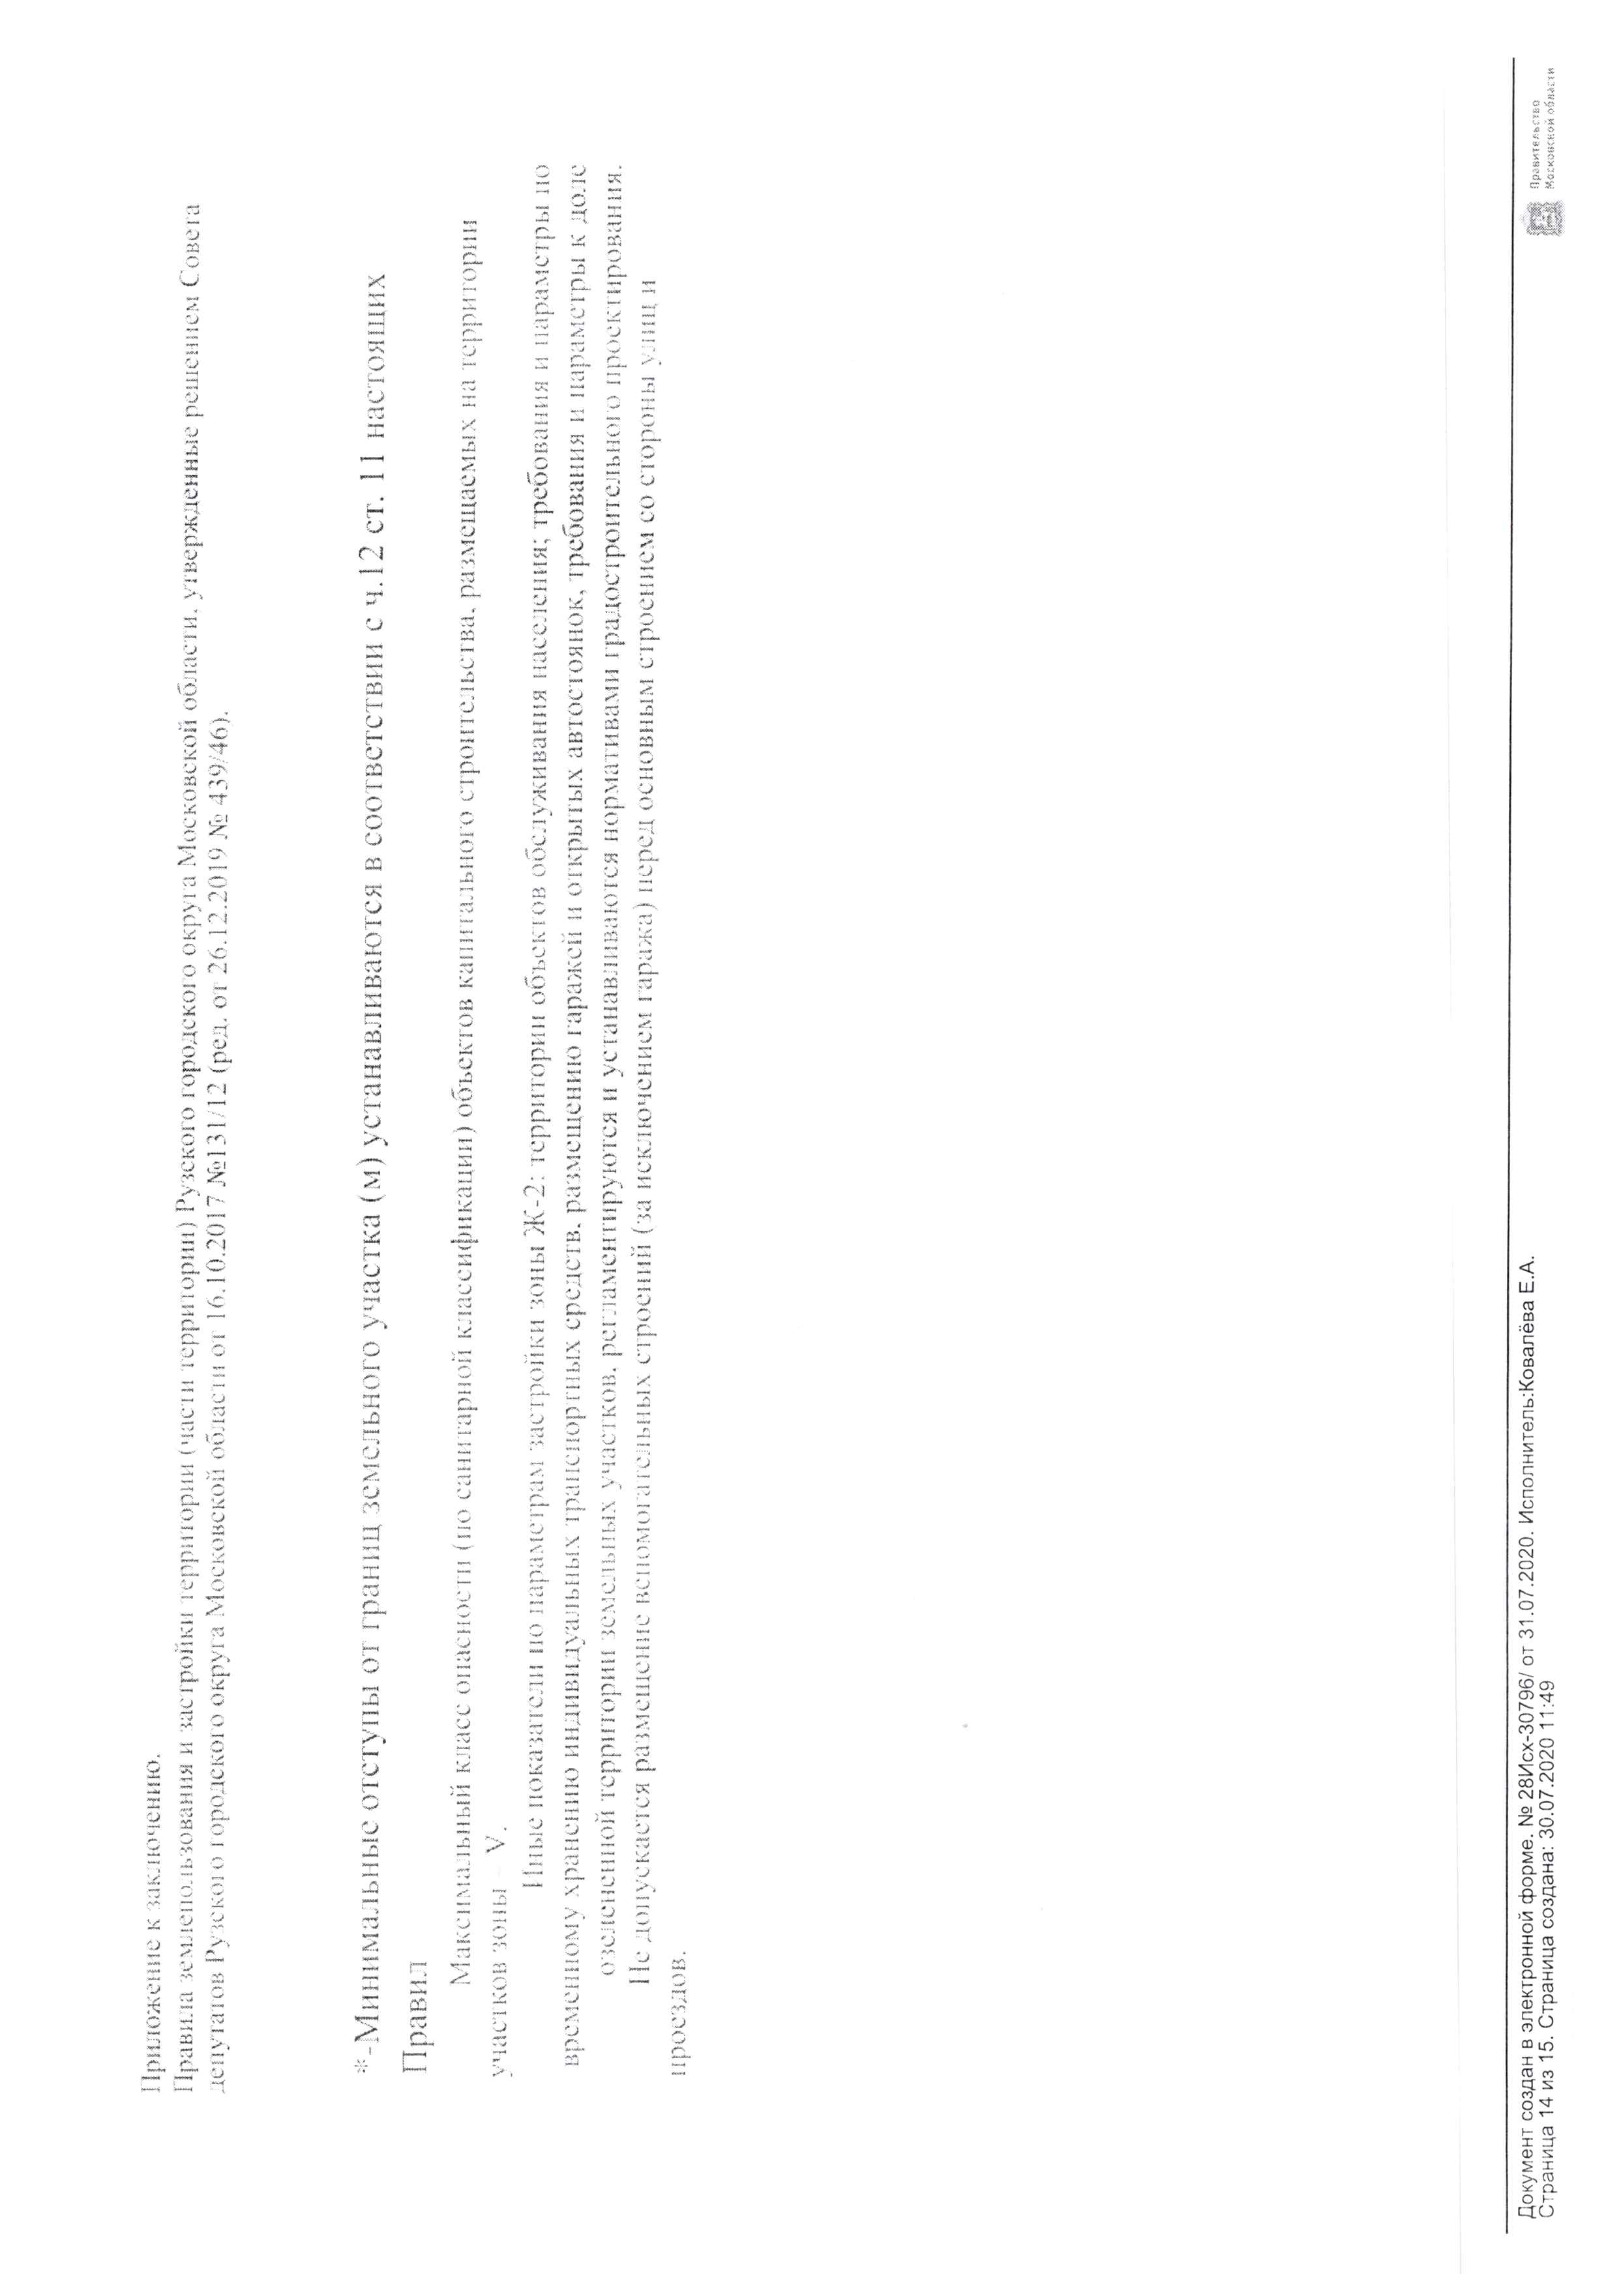 Приложение к заключению.
Правила землепользования и застройки территории (части территории) Рузского городского округа Московской области, утвержденные решением Совета
депутатов Рузского городского округа Московской области от 16.10.2017 №131/12 (ред. от 26.12.2019 № 439/46).
*-Минимальные отступы от границ земельного участка (м) устанавливаются в соответствии с ч.12 ст. 11 настоящих
Правил
Максимальный класс опасности (по санитарной классификации) объектов капитального строительства, размещаемых на территории
участков зоны – V.
Иные показатели по параметрам застройки зоны Ж-2: территории объектов обслуживания населения; требования и параметры по
временному хранению индивидуальных транспортных средств, размещению гаражей и открытых автостоянок, требования и параметры к доле
озелененной территории земельных участков, регламентируются и устанавливаются нормативами градостроительного проектирования.
Не допускается размещение вспомогательных строений (за исключением гаража) перед основным строением со стороны улиц и
проездов.
Документ создан в электронной форме. № 28Исх-30796/ от 31.07.2020. Исполнитель:Ковалёва Е.А.
Страница 14 из 15. Страница создана: 30.07.2020 11:49
Правительство
Московской области